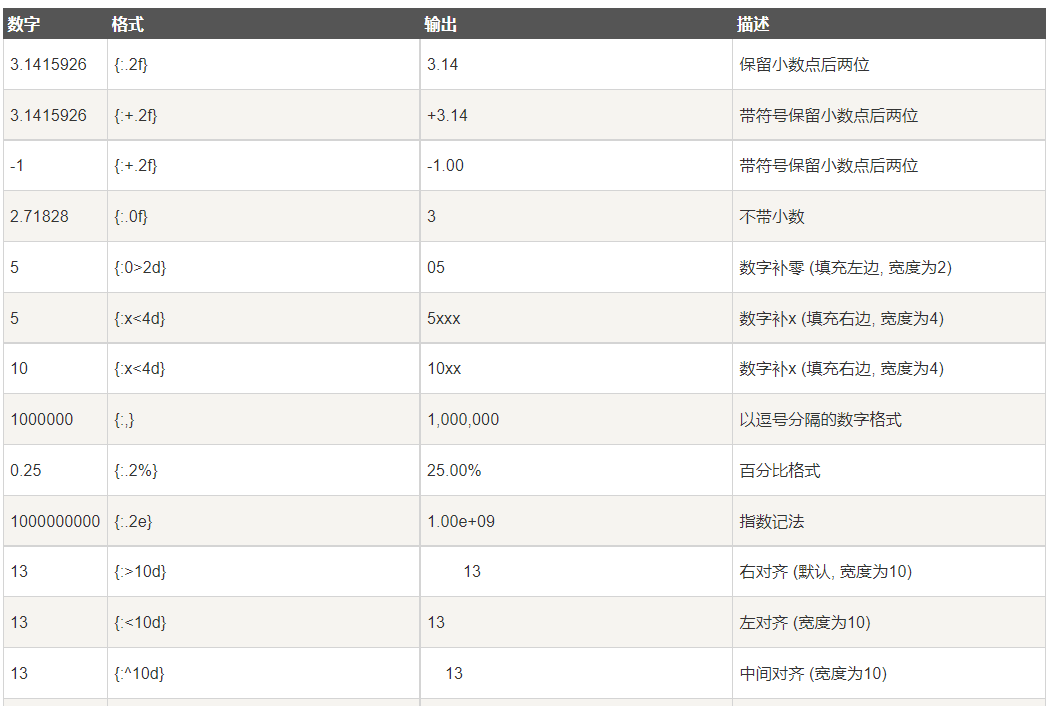 数字 格式 输出 描述
3.1415926 {:.2f} 3.14 保留小数点后两位
3.1415926 {:+.2f} +3.14 带符号保留小数点后两位
-1 {:+.2f} -1.00 带符号保留小数点后两位
2.71828 {:.0f} 3 不带小数
5 {:0>2d} 05 数字补零 (填充左边, 宽度为2)
5 {:x<4d} 5xxx 数字补x (填充右边, 宽度为4)
10 {:x<4d} 10xx 数字补x (填充右边, 宽度为4)
1000000 {:,} 1,000,000 以逗号分隔的数字格式
0.25 {:.2%} 25.00% 百分比格式
1000000000 {:.2e} 1.00e+09 指数记法
13 {:>10d} 13 右对齐 (默认, 宽度为10)
13 {:<10d} 13 左对齐 (宽度为10)
13 {:^10d} 13 中间对齐 (宽度为10)